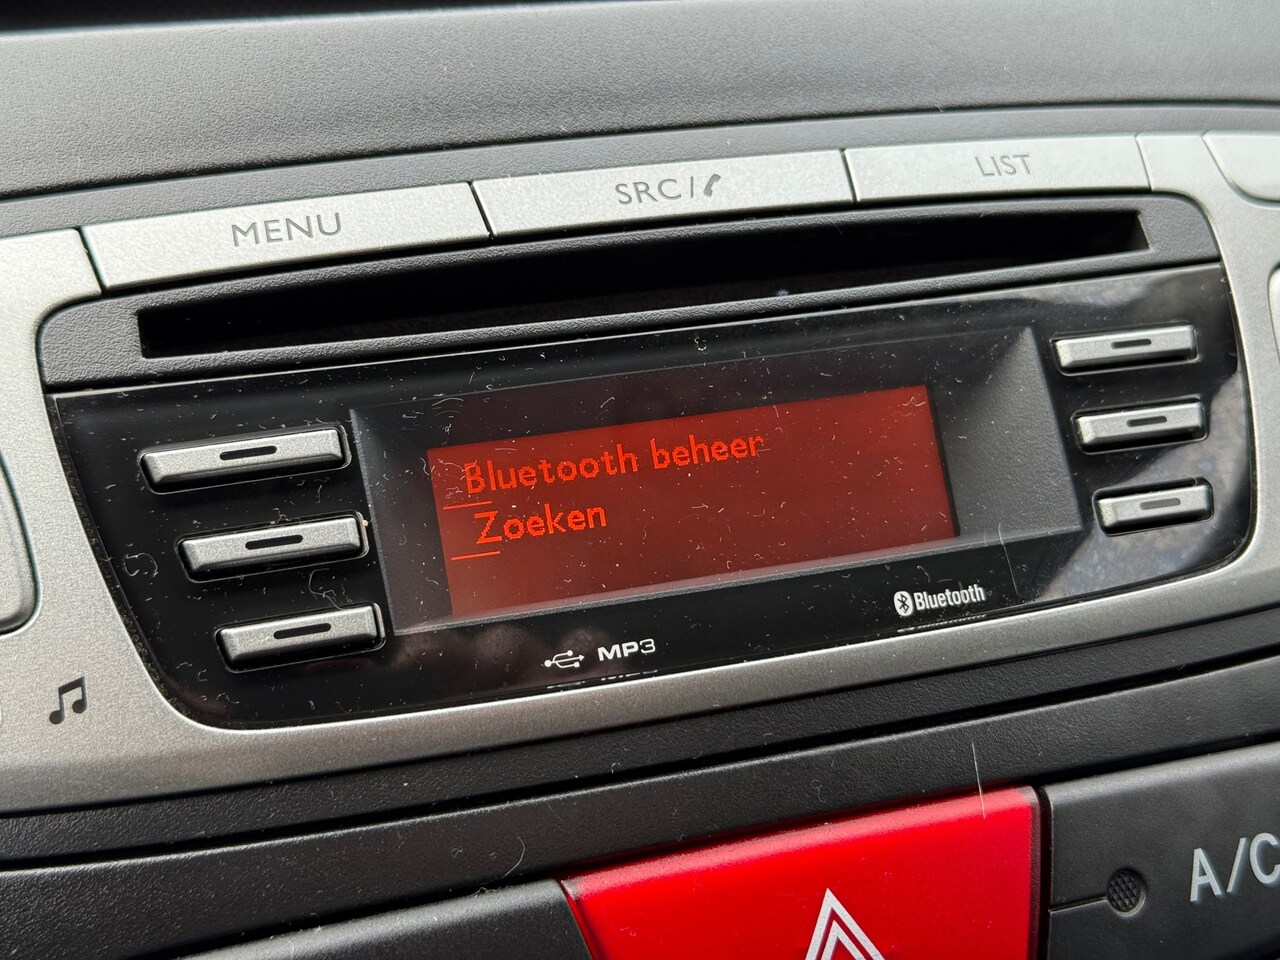 MENU
SRC/
LIST
Bluetooth beheer
Zoeken
Bluetooth
MP3
A/C